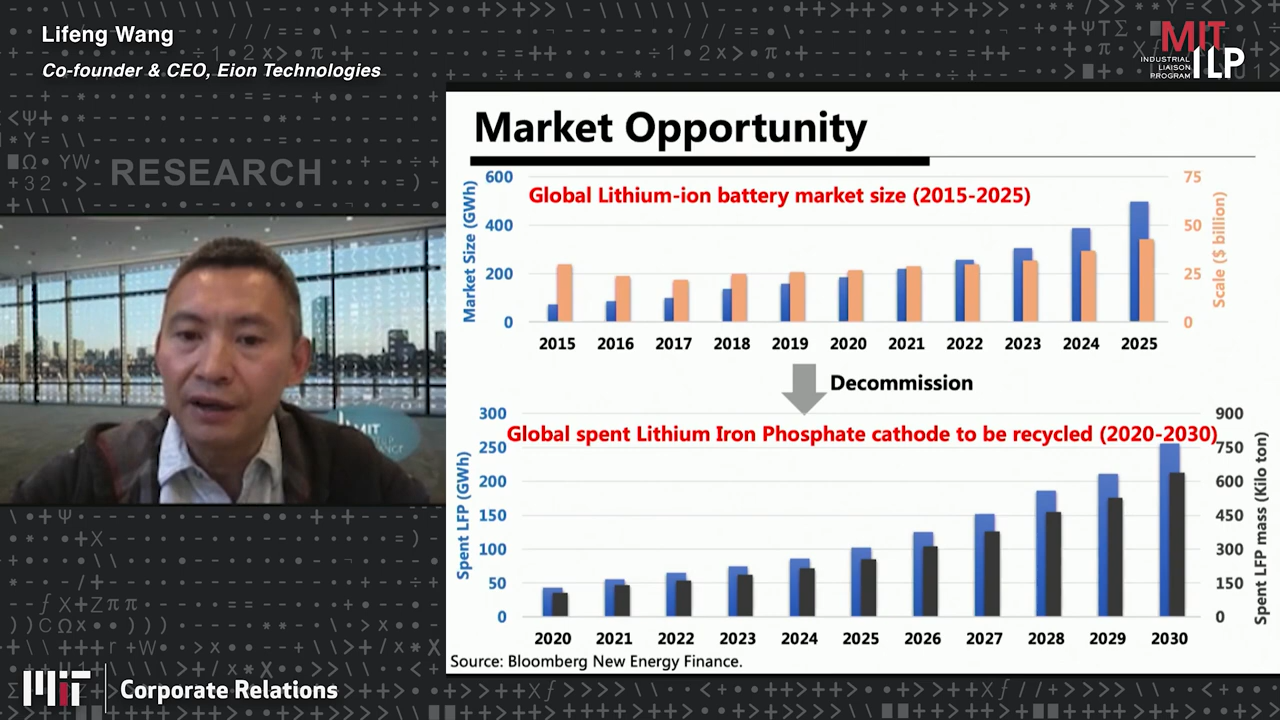 Lifeng Wang
Co-founder & CEO, Eion Technologies
MIT
INDUSTRIAL
LIAISON
PROGRAM
ILP
RESEARCH
Market Opportunity
Global Lithium-ion battery market size (2015-2025)
Market Size (GWh)
600
400
200
0
75
50
25
0
Scale ($ billion)
2015 2016 2017 2018 2019 2020 2021 2022 2023 2024 2025
Decommission
Global spent Lithium Iron Phosphate cathode to be recycled (2020-2030)
Spent LFP (GWh)
300
250
200
150
100
50
0
900
750
600
450
300
150
0
Spent LFP mass (Kilo ton)
2020 2021 2022 2023 2024 2025 2026 2027 2028 2029 2030
Source: Bloomberg New Energy Finance.
MIT
MIT
Corporate Relations